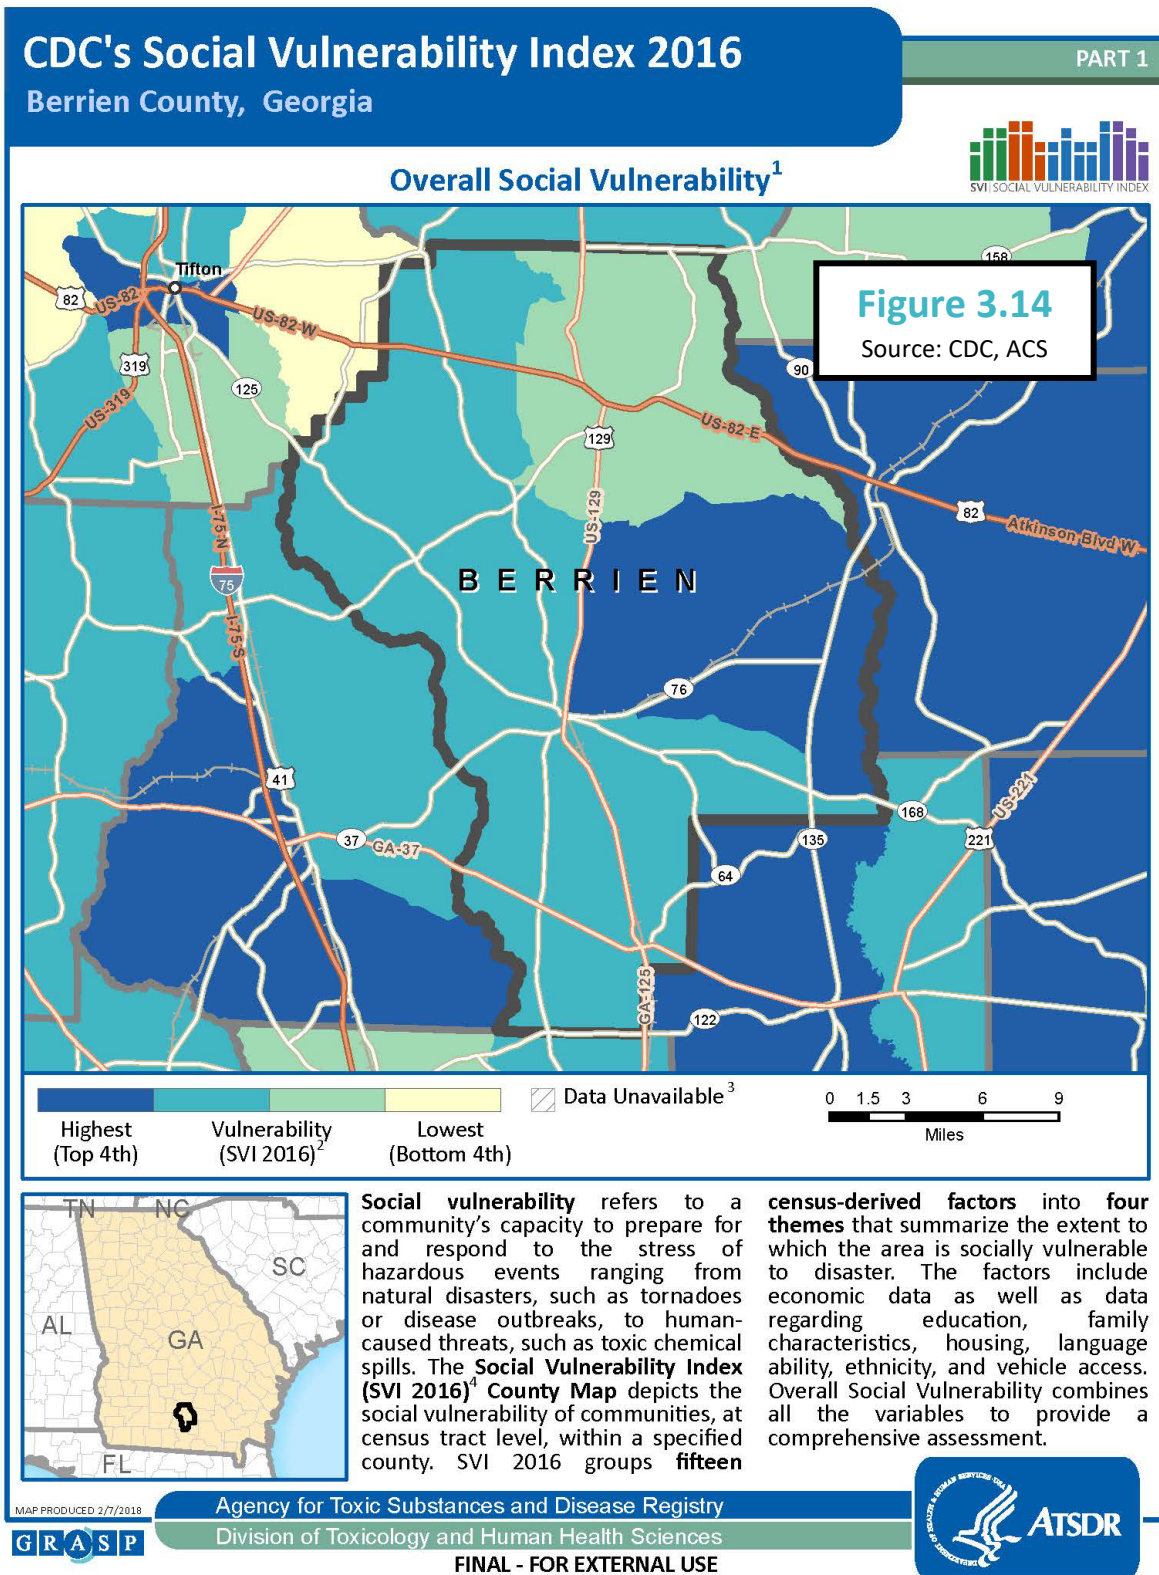 CDC's Social Vulnerability Index 2016
Berrien County, Georgia
PART 1
SVI | SOCIAL VULNERABILITY INDEX
Overall Social Vulnerability1
Figure 3.14
Source: CDC, ACS
158
Tifton
82
US-82
US-82 W
319
US-319
125
90
129
US-82 E
US-129
82
Atkinson Blvd W
I-75 N
75
I-75 S
BERRIEN
76
41
US-221
168
37
GA-37
135
221
64
GA-125
122
Highest
(Top 4th)
Vulnerability
(SVI 2016)2
Lowest
(Bottom 4th)
Data Unavailable3
0 1.5 3 6 9
Miles
TN
NC
SC
AL
GA
FL
Social vulnerability refers to a
community's capacity to prepare for
and respond to the stress of
hazardous events ranging from
natural disasters, such as tornadoes
or disease outbreaks, to human-
caused threats, such as toxic chemical
spills. The Social Vulnerability Index
(SVI 2016)4 County Map depicts the
social vulnerability of communities, at
census tract level, within a specified
county. SVI 2016 groups fifteen
census-derived factors into four
themes that summarize the extent to
which the area is socially vulnerable
to disaster. The factors include
economic data as well as data
regarding education, family
characteristics, housing, language
ability, ethnicity, and vehicle access.
Overall Social Vulnerability combines
all the variables to provide a
comprehensive assessment.
MAP PRODUCED 2/7/2018
GRASP
Agency for Toxic Substances and Disease Registry
Division of Toxicology and Human Health Sciences
FINAL - FOR EXTERNAL USE
DEPARTMENT OF HEALTH & HUMAN SERVICES·USA
ATSDR